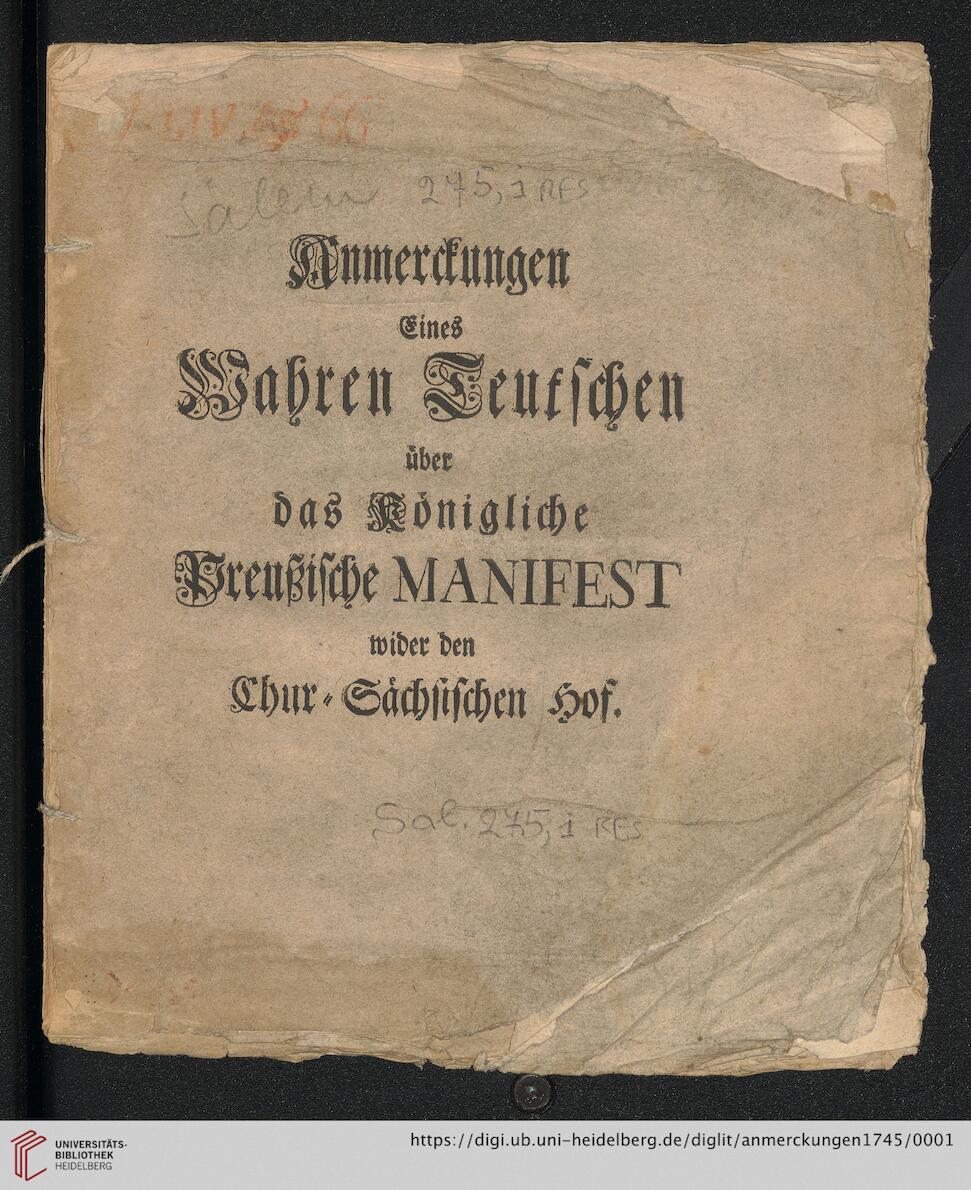 Salem 275,1 RES
Anmerckungen
Eines
Wahren Teutschen
über
das Königliche
Preußische MANIFEST
wider den
Chur-Sächsischen Hof.
Sal. 275,1 RES
UNIVERSITÄTS-
BIBLIOTHEK
HEIDELBERG
https://digi.ub.uni-heidelberg.de/diglit/anmerckungen1745/0001